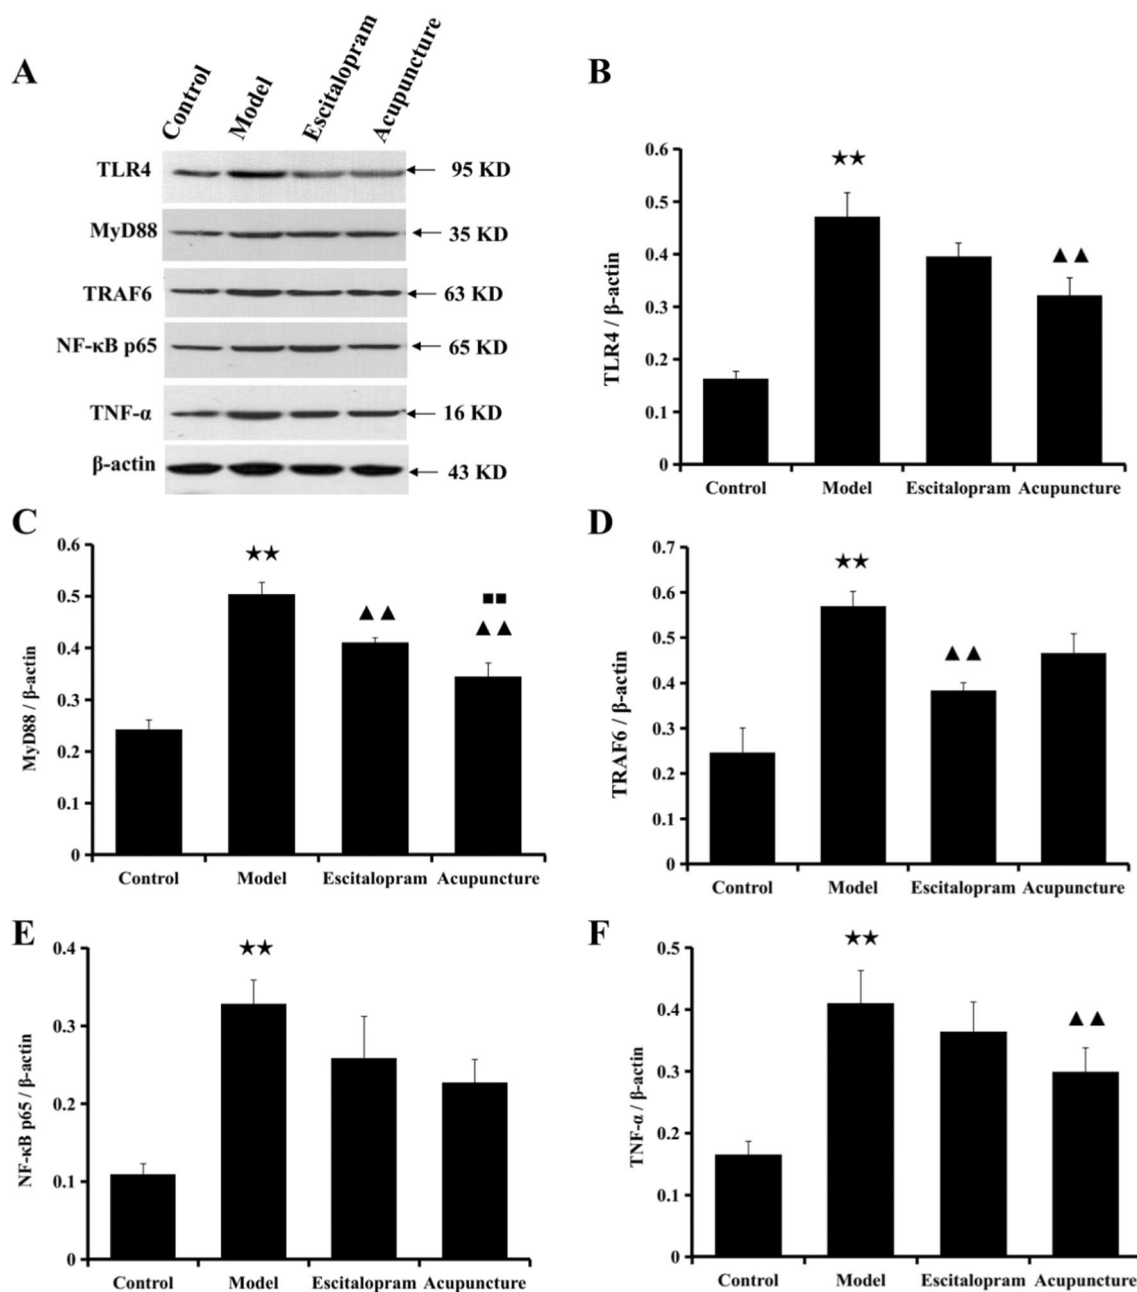 A
Control
Model
Escitalopram
Acupuncture
TLR4
95 KD
MyD88
35 KD
TRAF6
63 KD
NF-κB p65
65 KD
TNF-α
16 KD
β-actin
43 KD
B
TLR4 / β-actin
0.6
0.5
0.4
0.3
0.2
0.1
0
★★
▲▲
Control
Model
Escitalopram
Acupuncture
C
MyD88 / β-actin
0.6
0.5
0.4
0.3
0.2
0.1
0
★★
▲▲
■■
▲▲
Control
Model
Escitalopram
Acupuncture
D
TRAF6 / β-actin
0.7
0.6
0.5
0.4
0.3
0.2
0.1
0
★★
▲▲
Control
Model
Escitalopram
Acupuncture
E
NF-κB p65 / β-actin
0.4
0.3
0.2
0.1
0
★★
Control
Model
Escitalopram
Acupuncture
F
TNF-α / β-actin
0.5
0.4
0.3
0.2
0.1
0
★★
▲▲
Control
Model
Escitalopram
Acupuncture